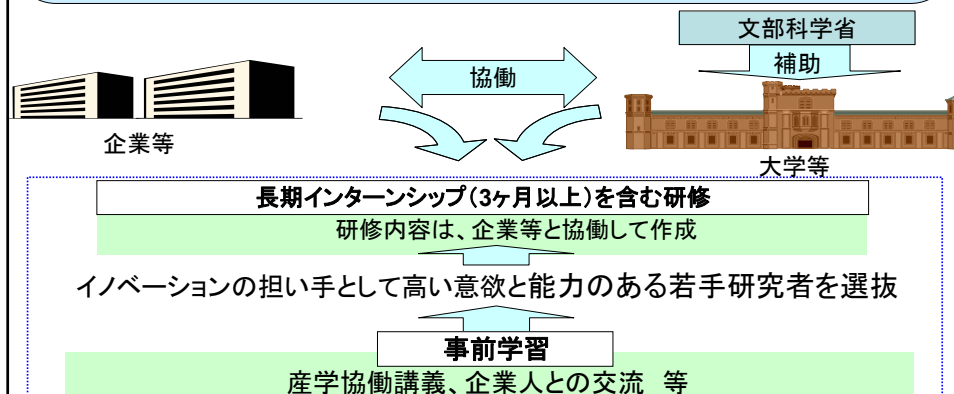 文部科学省
補助
協働
企業等
大学等
長期インターンシップ(3ヶ月以上)を含む研修
研修内容は、企業等と協働して作成
イノベーションの担い手として高い意欲と能力のある若手研究者を選抜
事前学習
産学協働講義、企業人との交流 等